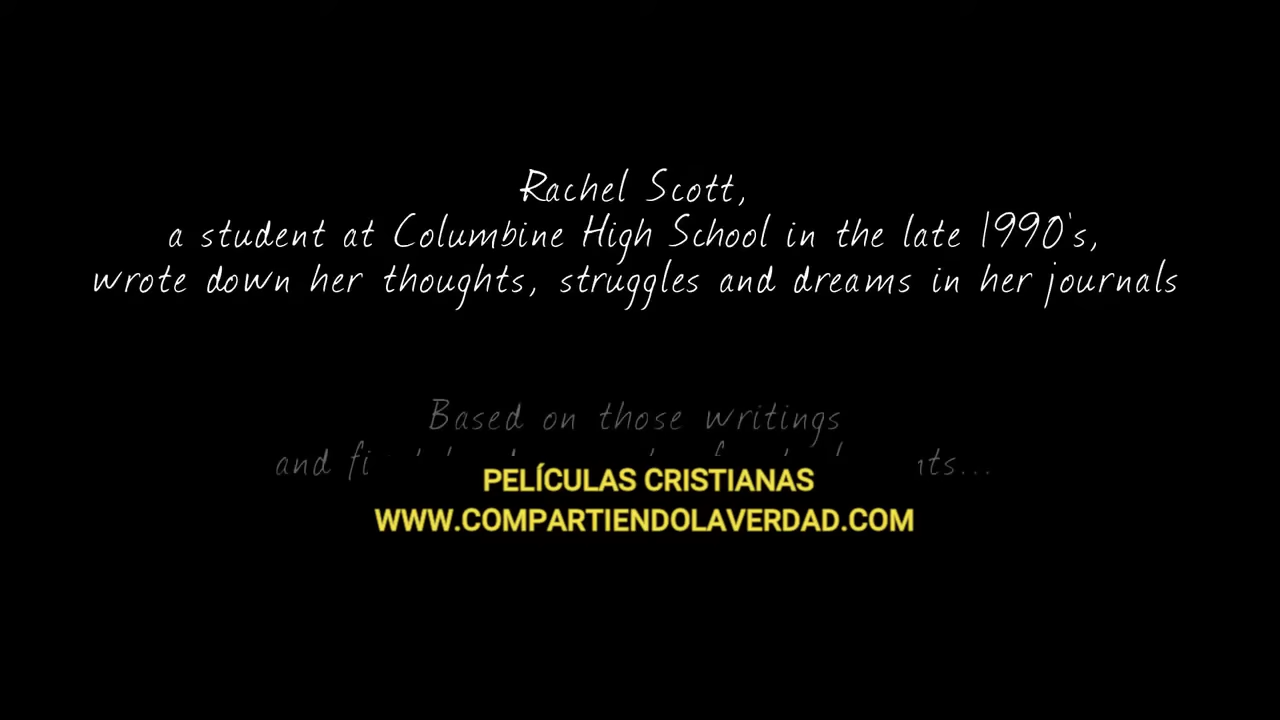 Rachel Scott,
a student at Columbine High School in the late 1990's,
wrote down her thoughts, struggles and dreams in her journals
Based on those writings
and
PELÍCULAS CRISTIANAS
WWW.COMPARTIENDOLAVERDAD.COM